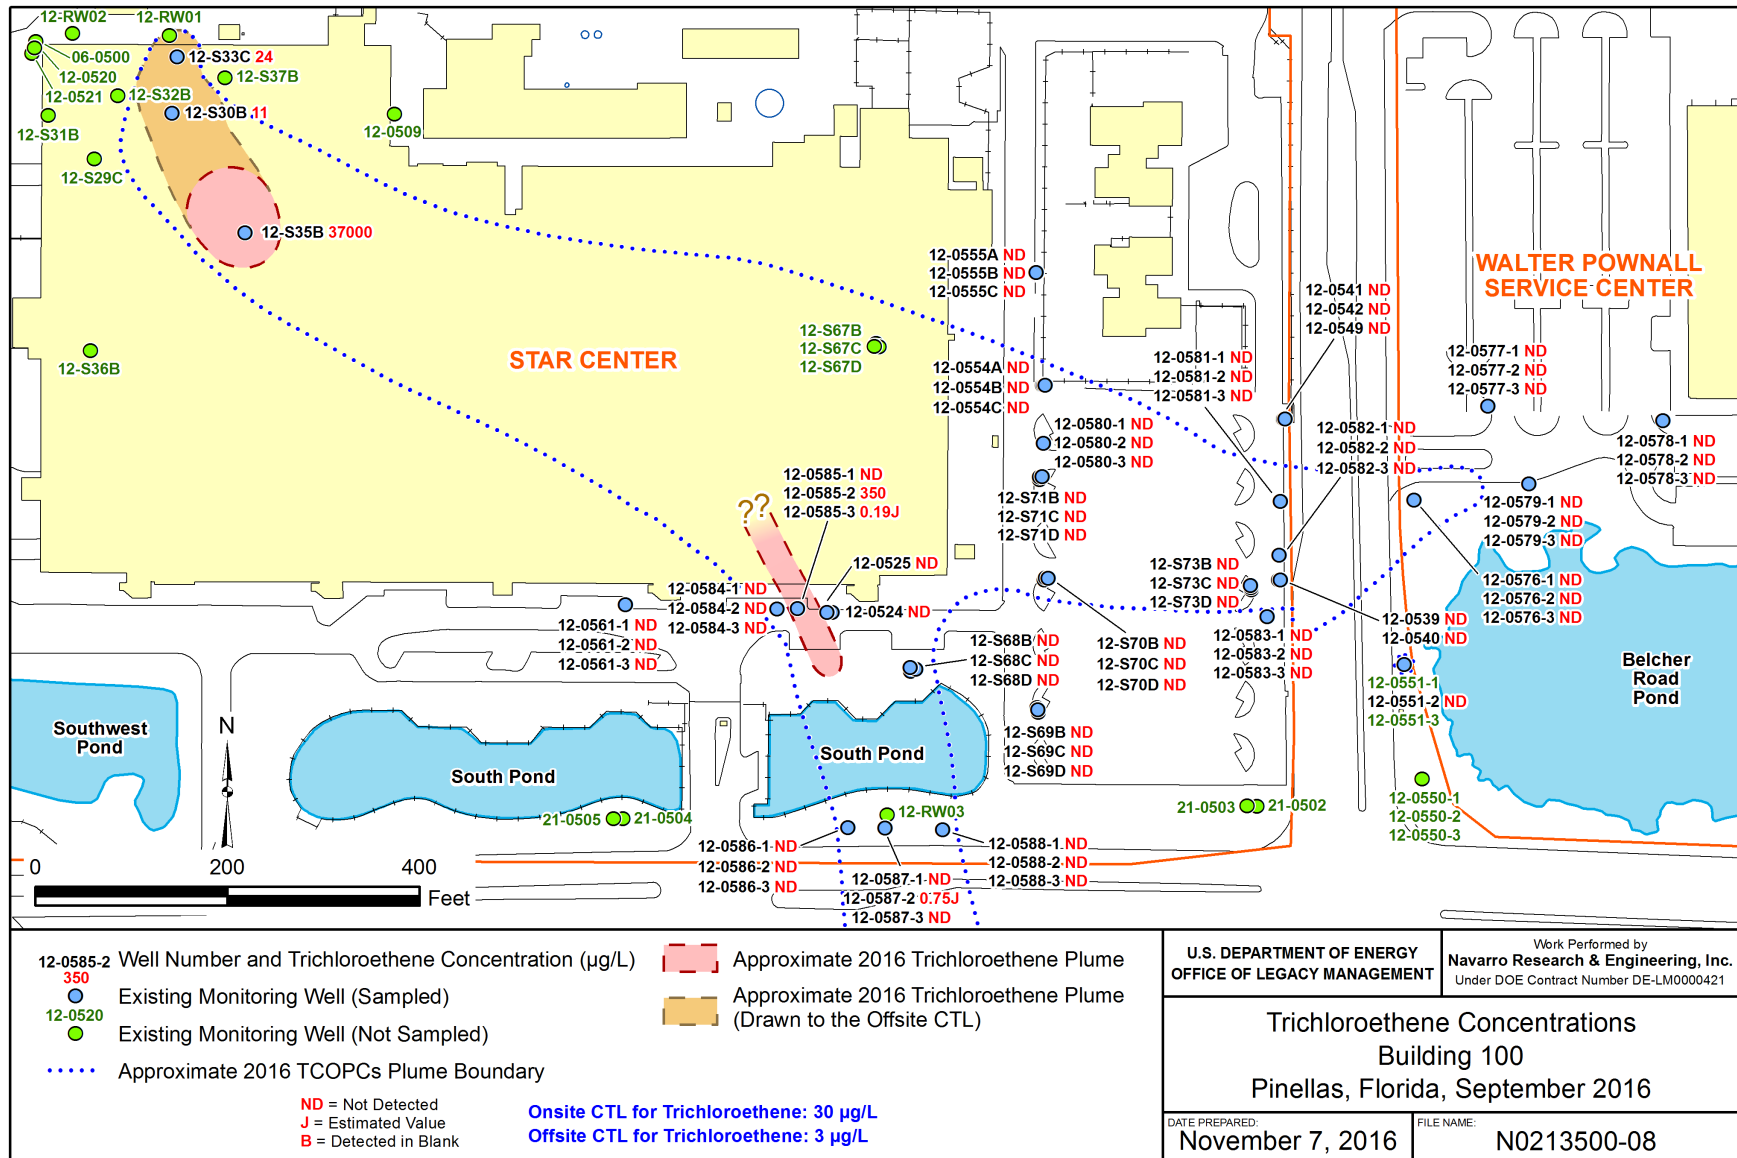 12-RW02
12-RW01
06-0500
12-0520
12-0521
12-S33C 24
12-S37B
12-S32B
12-S30B 11
12-S31B
12-0509
12-S29C
12-S35B 37000
12-S36B
STAR CENTER
12-S67B
12-S67C
12-S67D
12-0555A ND
12-0555B ND
12-0555C ND
12-0554A ND
12-0554B ND
12-0554C ND
WALTER POWNALL
SERVICE CENTER
12-0541 ND
12-0542 ND
12-0549 ND
12-0581-1 ND
12-0581-2 ND
12-0581-3 ND
12-0577-1 ND
12-0577-2 ND
12-0577-3 ND
12-0580-1 ND
12-0580-2 ND
12-0580-3 ND
12-0582-1 ND
12-0582-2 ND
12-0582-3 ND
12-0578-1 ND
12-0578-2 ND
12-0578-3 ND
12-0585-1 ND
12-0585-2 350
12-0585-3 0.19J
??
12-S71B ND
12-S71C ND
12-S71D ND
12-0579-1 ND
12-0579-2 ND
12-0579-3 ND
12-0525 ND
12-0524 ND
12-0584-1 ND
12-0584-2 ND
12-0584-3 ND
12-0561-1 ND
12-0561-2 ND
12-0561-3 ND
12-S73B ND
12-S73C ND
12-S73D ND
12-0576-1 ND
12-0576-2 ND
12-0576-3 ND
12-0539 ND
12-0540 ND
12-0583-1 ND
12-0583-2 ND
12-0583-3 ND
12-S68B ND
12-S68C ND
12-S68D ND
12-S70B ND
12-S70C ND
12-S70D ND
12-0551-1
12-0551-2 ND
12-0551-3
Belcher
Road
Pond
12-S69B ND
12-S69C ND
12-S69D ND
Southwest
Pond
N
South Pond
South Pond
21-0505
21-0504
12-RW03
21-0503
21-0502
12-0550-1
12-0550-2
12-0550-3
12-0586-1 ND
12-0586-2 ND
12-0586-3 ND
12-0587-1 ND
12-0587-2 0.75J
12-0587-3 ND
12-0588-1 ND
12-0588-2 ND
12-0588-3 ND
0 200 400
Feet
12-0585-2
350
Well Number and Trichloroethene Concentration (µg/L)
Existing Monitoring Well (Sampled)
12-0520
Existing Monitoring Well (Not Sampled)
Approximate 2016 TCOPCs Plume Boundary
Approximate 2016 Trichloroethene Plume
Approximate 2016 Trichloroethene Plume
(Drawn to the Offsite CTL)
ND = Not Detected
J = Estimated Value
B = Detected in Blank
Onsite CTL for Trichloroethene: 30 µg/L
Offsite CTL for Trichloroethene: 3 µg/L
U.S. DEPARTMENT OF ENERGY
OFFICE OF LEGACY MANAGEMENT
Work Performed by
Navarro Research & Engineering, Inc.
Under DOE Contract Number DE-LM0000421
Trichloroethene Concentrations
Building 100
Pinellas, Florida, September 2016
DATE PREPARED:
November 7, 2016
FILE NAME:
N0213500-08